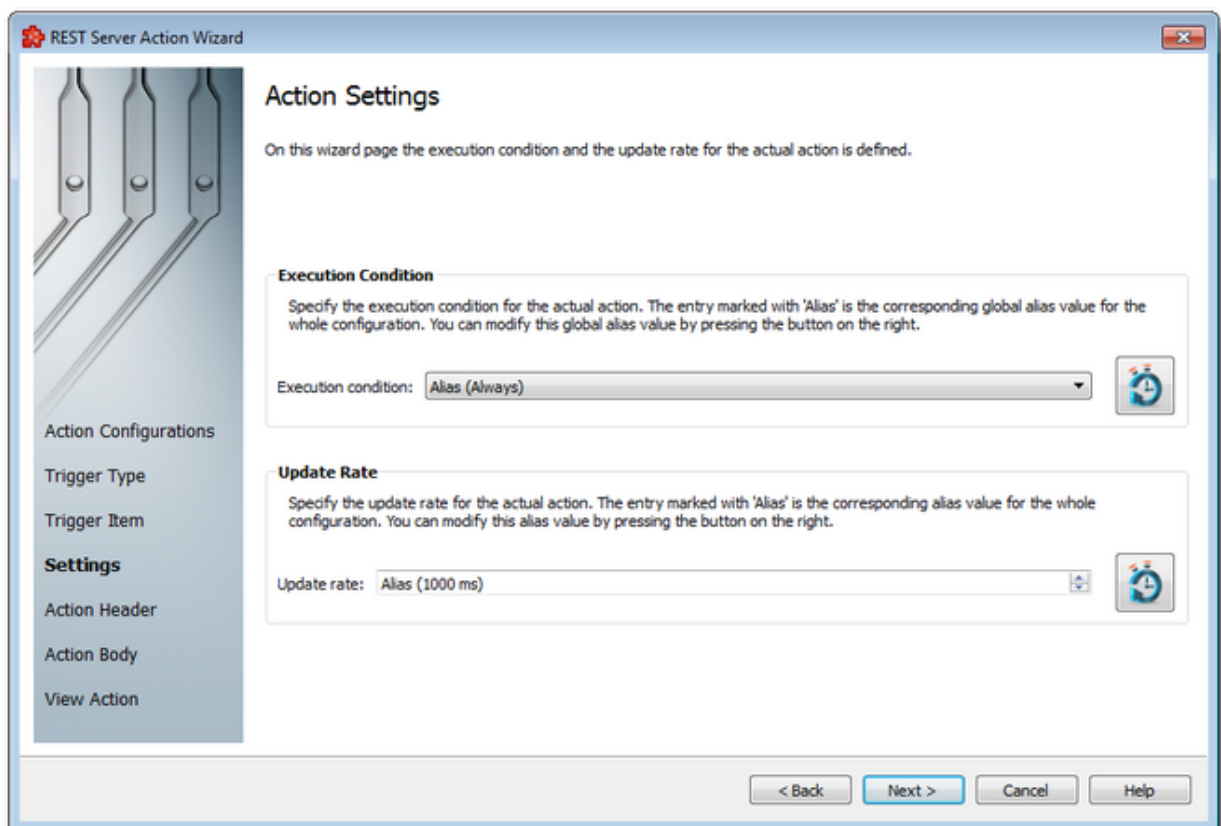 REST Server Action Wizard
Action Settings
On this wizard page the execution condition and the update rate for the actual action is defined.
Execution Condition
Specify the execution condition for the actual action. The entry marked with 'Alias' is the corresponding global alias value for the
whole configuration. You can modify this global alias value by pressing the button on the right.
Execution condition: Alias (Always)
Update Rate
Specify the update rate for the actual action. The entry marked with 'Alias' is the corresponding alias value for the whole
configuration. You can modify this alias value by pressing the button on the right.
Update rate: Alias (1000 ms)
Action Configurations
Trigger Type
Trigger Item
Settings
Action Header
Action Body
View Action
< Back Next > Cancel Help